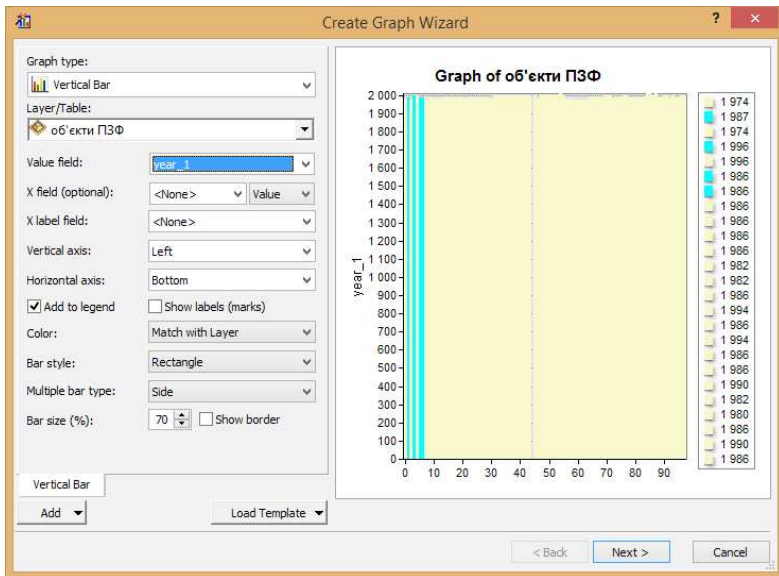 Create Graph Wizard
?
×
Graph type:
Vertical Bar
Layer/Table:
об'єкти ПЗФ
Value field:
year_1
X field (optional):
<None>
Value
X label field:
<None>
Vertical axis:
Left
Horizontal axis:
Bottom
Add to legend
Show labels (marks)
Color:
Match with Layer
Bar style:
Rectangle
Multiple bar type:
Side
Bar size (%):
70
Show border
Vertical Bar
Add
Load Template
Graph of об'єкти ПЗФ
year_1
2 000
1 900
1 800
1 700
1 600
1 500
1 400
1 300
1 200
1 100
1 000
900
800
700
600
500
400
300
200
100
0
0 10 20 30 40 50 60 70 80 90
1 974
1 987
1 974
1 996
1 996
1 986
1 986
1 986
1 986
1 986
1 986
1 982
1 982
1 986
1 994
1 986
1 994
1 986
1 986
1 990
1 982
1 980
1 986
1 990
1 986
< Back
Next >
Cancel